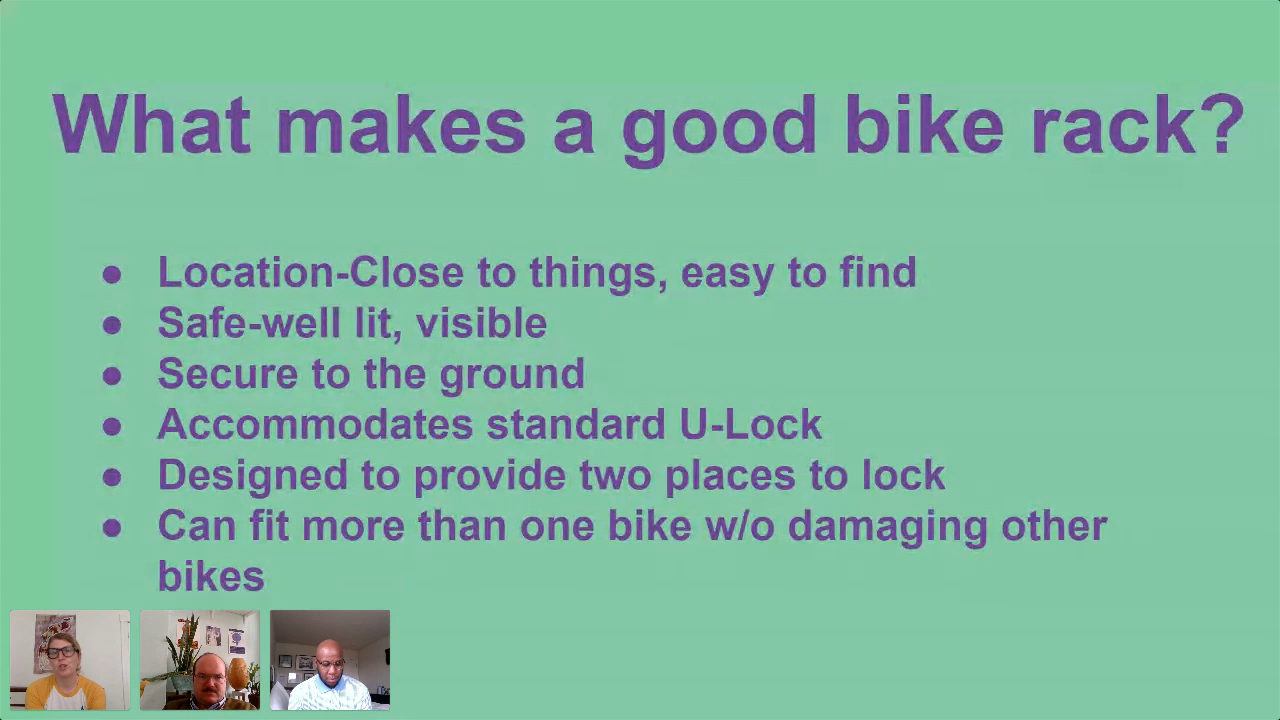 What makes a good bike rack?
● Location-Close to things, easy to find
● Safe-well lit, visible
● Secure to the ground
● Accommodates standard U-Lock
● Designed to provide two places to lock
● Can fit more than one bike w/o damaging other
bikes